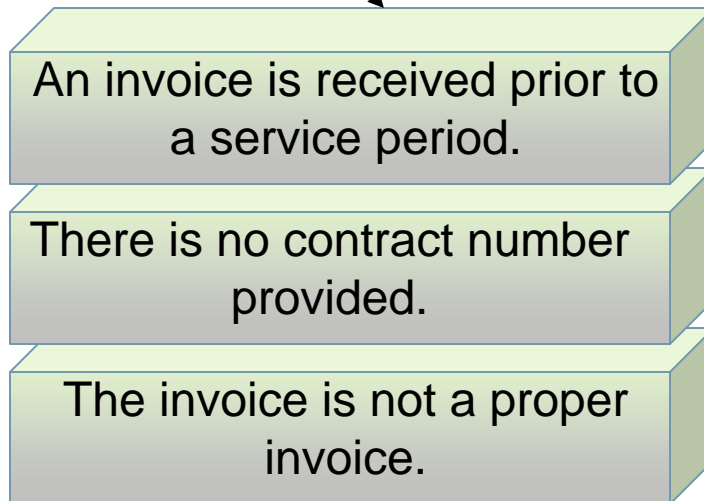 An invoice is received prior to
a service period.
There is no contract number
provided.
The invoice is not a proper
invoice.